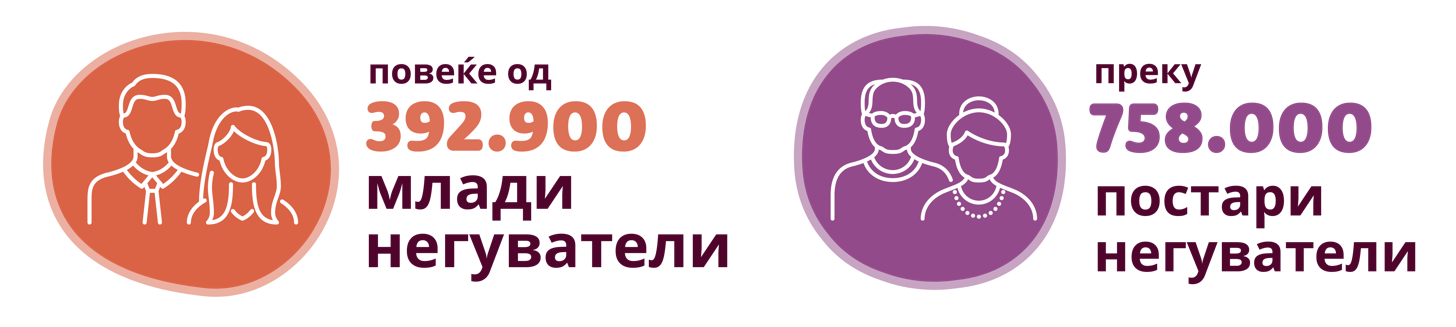 повеќе од
392.900
млади
негуватели
преку
758.000
постари
негуватели